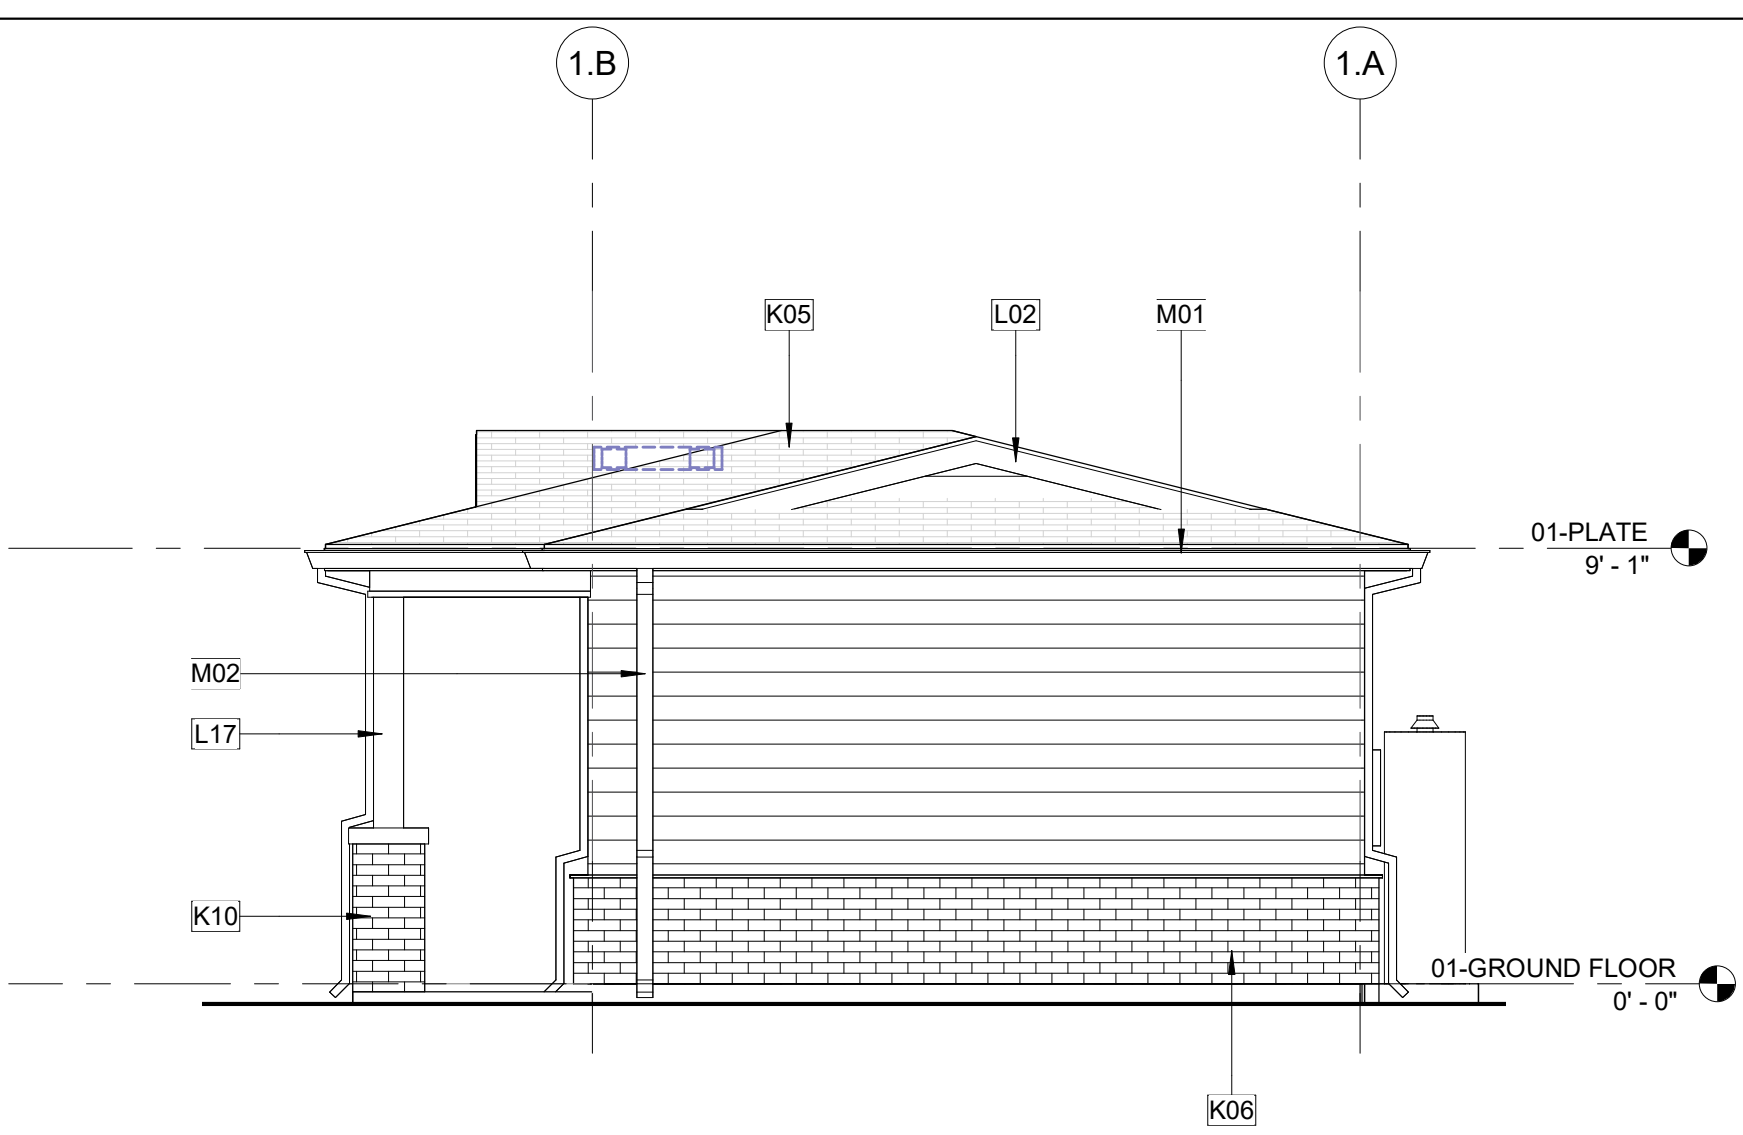 1.B
1.A
K05
L02
M01
01-PLATE
9' - 1"
M02
L17
K10
01-GROUND FLOOR
0' - 0"
K06